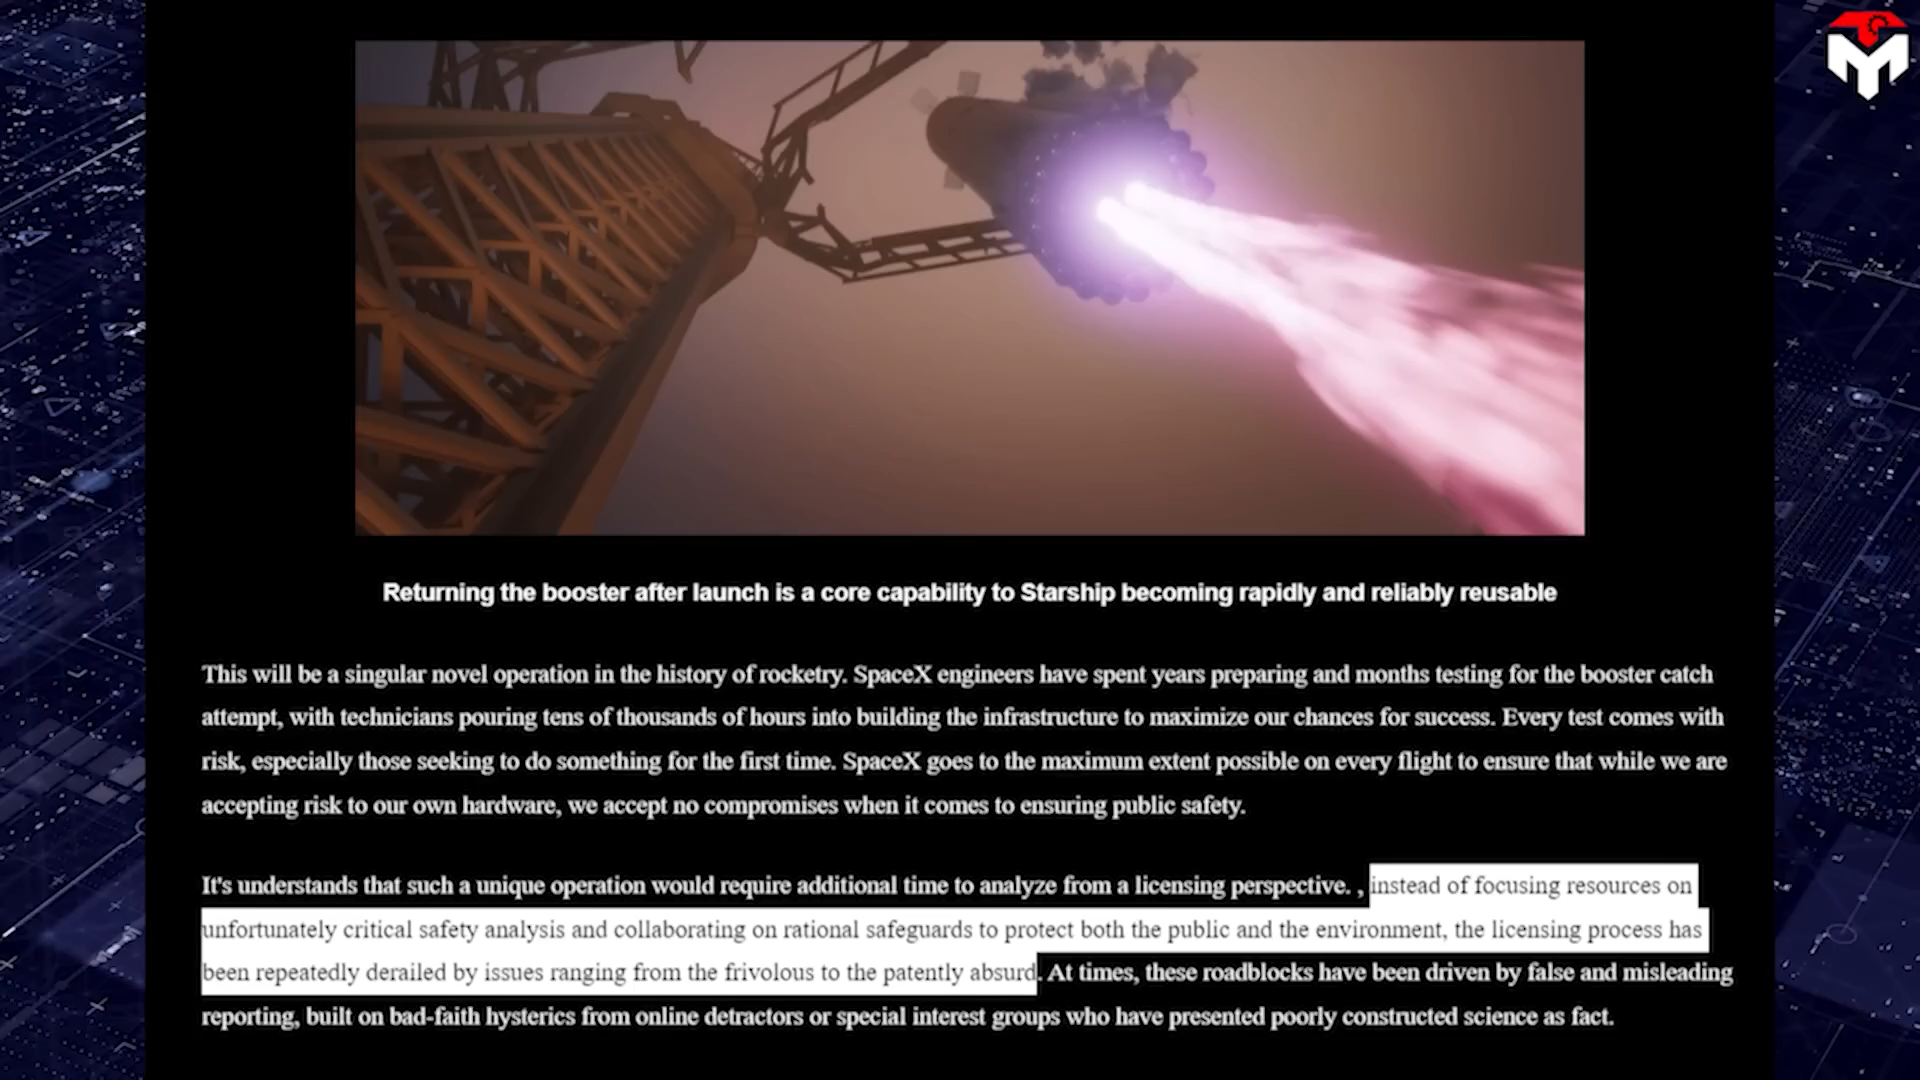 Returning the booster after launch is a core capability to Starship becoming rapidly and reliably reusable
This will be a singular novel operation in the history of rocketry. SpaceX engineers have spent years preparing and months testing for the booster catch
attempt, with technicians pouring tens of thousands of hours into building the infrastructure to maximize our chances for success. Every test comes with
risk, especially those seeking to do something for the first time. SpaceX goes to the maximum extent possible on every flight to ensure that while we are
accepting risk to our own hardware, we accept no compromises when it comes to ensuring public safety.
It's understands that such a unique operation would require additional time to analyze from a licensing perspective. , instead of focusing resources on
unfortunately critical safety analysis and collaborating on rational safeguards to protect both the public and the environment, the licensing process has
been repeatedly derailed by issues ranging from the frivolous to the patently absurd. At times, these roadblocks have been driven by false and misleading
reporting, built on bad-faith hysterics from online detractors or special interest groups who have presented poorly constructed science as fact.